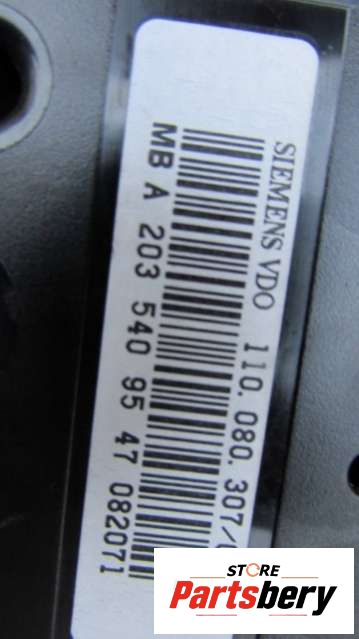 SIEMENS VDO 110.080.307/
MB A 203 540 95 47 082071
STORE
Partsbery